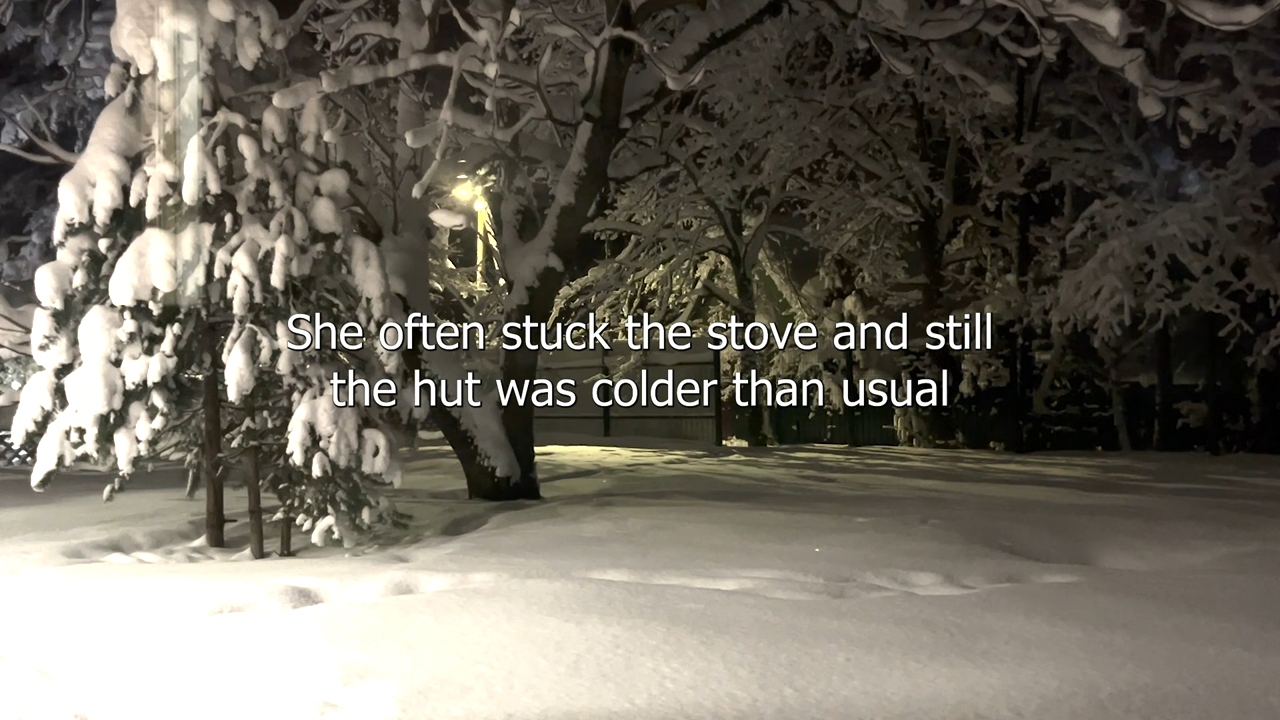 She often stuck the stove and still
the hut was colder than usual